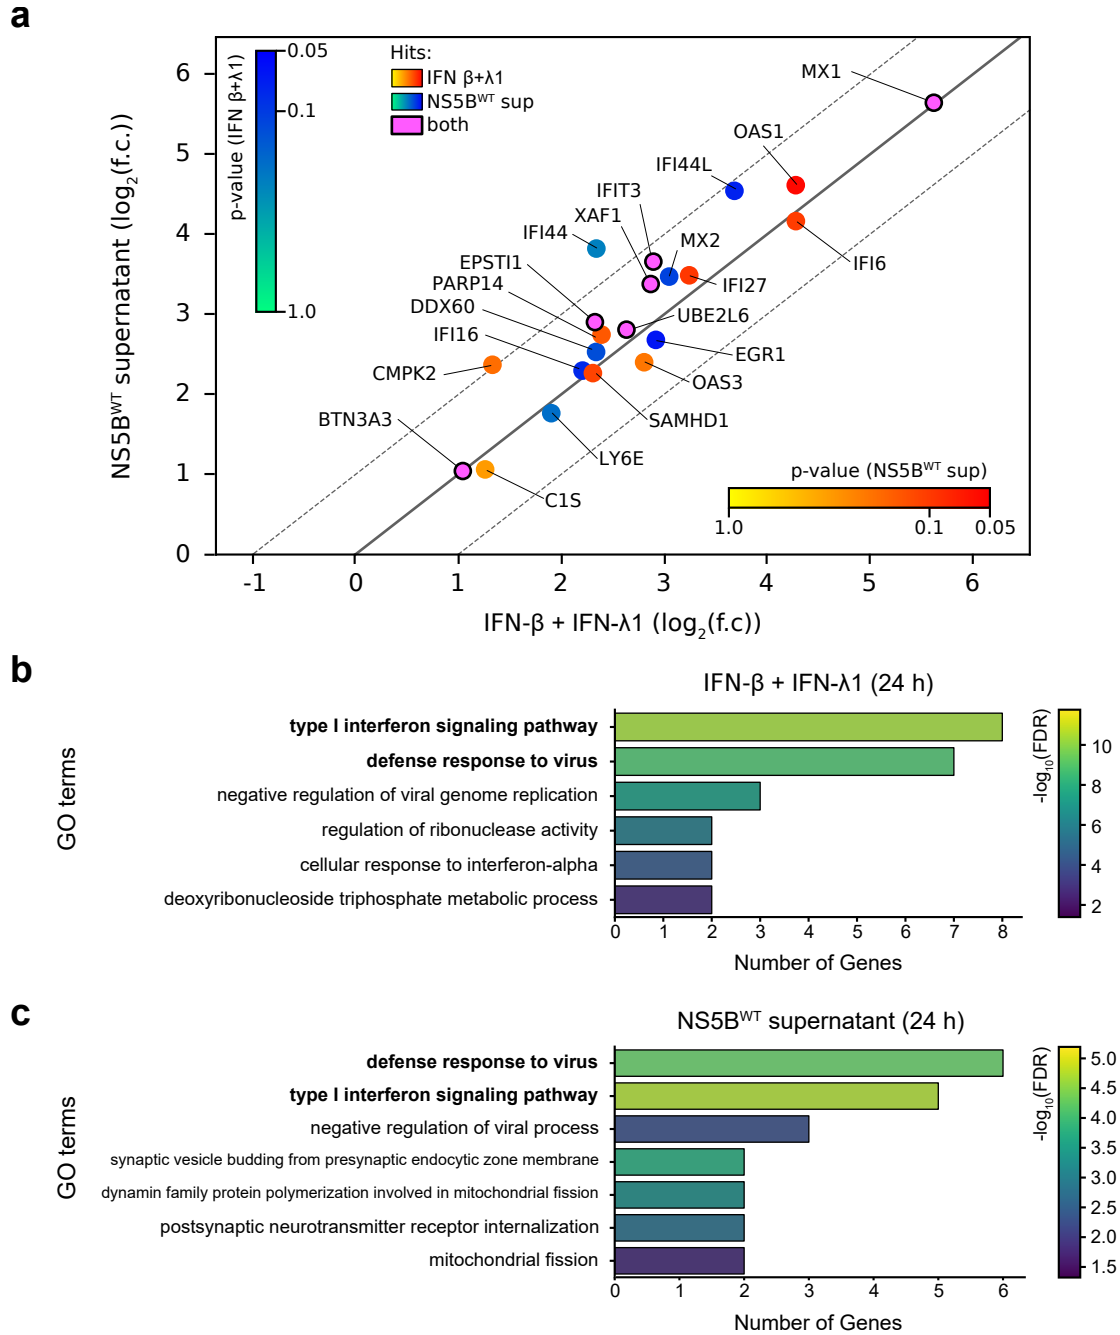 a
NS5BWT supernatant (log2(f.c.))
6
5
4
3
2
1
0
p-value (IFN β+λ1)
0.05
0.1
1.0
Hits:
IFN β+λ1
NS5BWT sup
both
MX1
OAS1
IFI44L
IFIT3
XAF1
IFI44
MX2
EPSTI1
IFI6
PARP14
IFI27
DDX60
UBE2L6
IFI16
EGR1
CMPK2
OAS3
BTN3A3
SAMHD1
LY6E
C1S
p-value (NS5BWT sup)
1.0
0.1
0.05
-1
0
1
2
3
4
5
6
IFN-β + IFN-λ1 (log2(f.c))
b
IFN-β + IFN-λ1 (24 h)
GO terms
type I interferon signaling pathway
defense response to virus
negative regulation of viral genome replication
regulation of ribonuclease activity
cellular response to interferon-alpha
deoxyribonucleoside triphosphate metabolic process
0 1 2 3 4 5 6 7 8
Number of Genes
-log10(FDR)
10
8
6
4
2
c
NS5BWT supernatant (24 h)
GO terms
defense response to virus
type I interferon signaling pathway
negative regulation of viral process
synaptic vesicle budding from presynaptic endocytic zone membrane
dynamin family protein polymerization involved in mitochondrial fission
postsynaptic neurotransmitter receptor internalization
mitochondrial fission
0 1 2 3 4 5 6
Number of Genes
-log10(FDR)
5.0
4.5
4.0
3.5
3.0
2.5
2.0
1.5